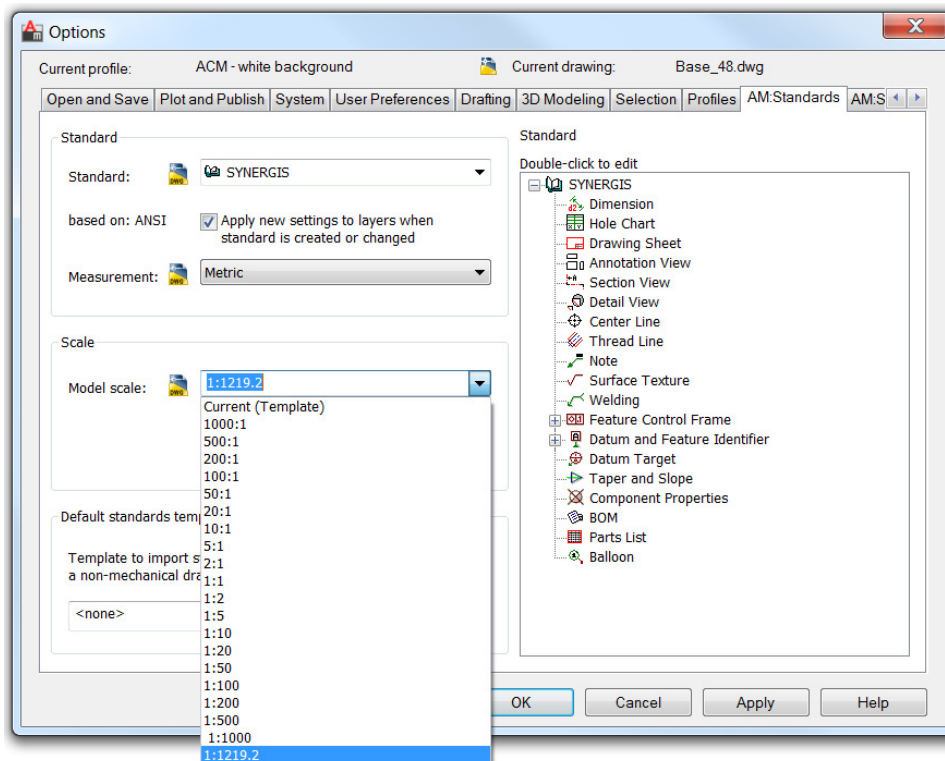 Options
Current profile: ACM - white background Current drawing: Base_48.dwg
Open and Save Plot and Publish System User Preferences Drafting 3D Modeling Selection Profiles AM:Standards AM:S
Standard
Standard: SYNERGIS
based on: ANSI Apply new settings to layers when
standard is created or changed
Measurement: Metric
Scale
Model scale: 1:1219.2
Current (Template)
1000:1
500:1
200:1
100:1
50:1
20:1
10:1
5:1
2:1
1:1
1:2
1:5
1:10
1:20
1:50
1:100
1:200
1:500
1:1000
1:1219.2
Default standards tem
Template to import s
a non-mechanical dra
<none>
Standard
Double-click to edit
SYNERGIS
Dimension
Hole Chart
Drawing Sheet
Annotation View
Section View
Detail View
Center Line
Thread Line
Note
Surface Texture
Welding
Feature Control Frame
Datum and Feature Identifier
Datum Target
Taper and Slope
Component Properties
BOM
Parts List
Balloon
OK Cancel Apply Help